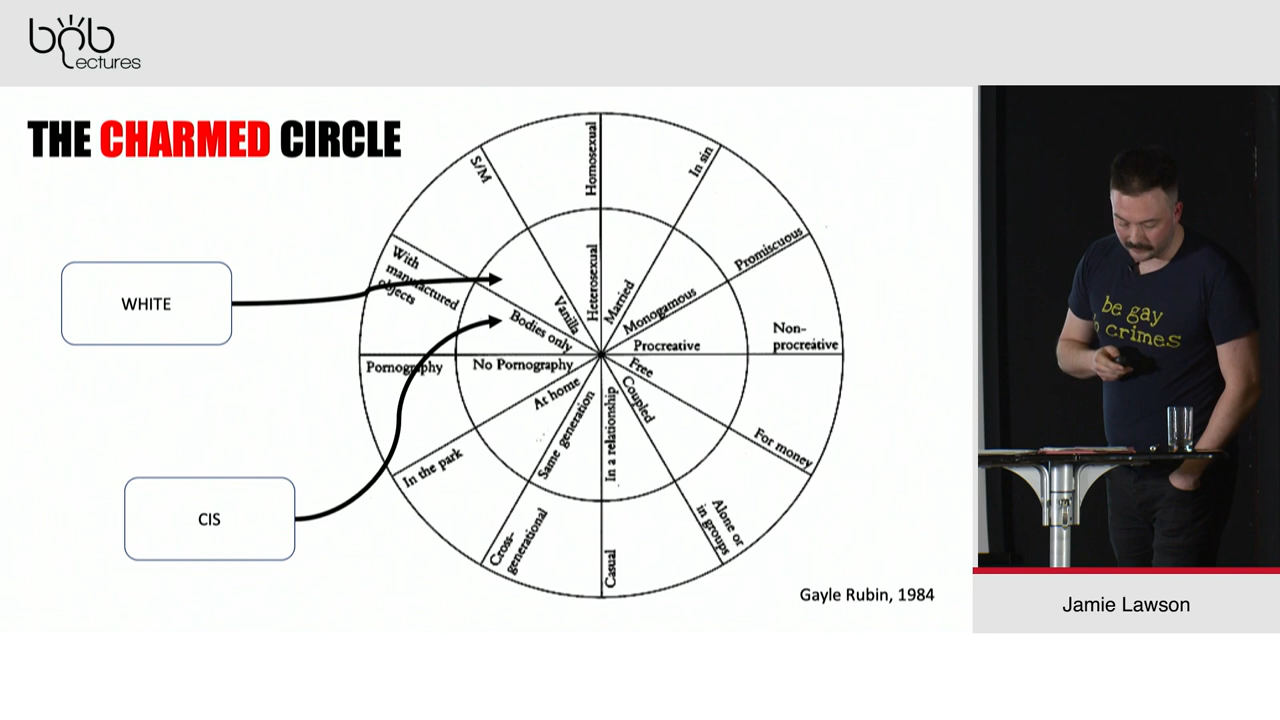 bnb
Lectures
THE CHARMED CIRCLE
WHITE
CIS
S/M
Homosexual
In sin
With
manufactured
objects
Promiscuous
Heterosexual
Married
Vanilla
Monogamous
Bodies only
Procreative
Non-
procreative
Pornography
No Pornography
Free
At home
Coupled
Same generation
In a relationship
In the park
For money
Cross-
generational
Casual
Alone or
in groups
Gayle Rubin, 1984
be gay
crimes
Jamie Lawson